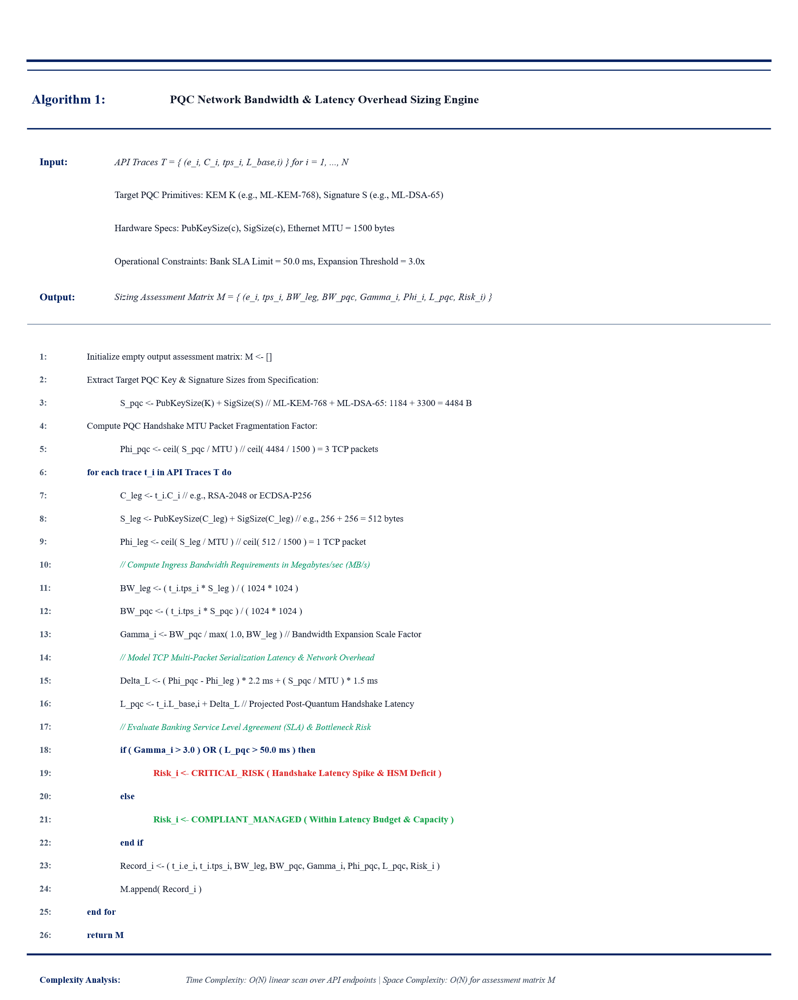 Algorithm 1: PQC Network Bandwidth & Latency Overhead Sizing Engine
Input: API Traces T = { (e_i, C_i, tps_i, L_base,i) } for i = 1, ..., N
Target PQC Primitives: KEM K (e.g., ML-KEM-768), Signature S (e.g., ML-DSA-65)
Hardware Specs: PubKeySize(c), SigSize(c), Ethernet MTU = 1500 bytes
Operational Constraints: Bank SLA Limit = 50.0 ms, Expansion Threshold = 3.0x
Output: Sizing Assessment Matrix M = { (e_i, tps_i, BW_leg, BW_pqc, Gamma_i, Phi_i, L_pqc, Risk_i) }
1: Initialize empty output assessment matrix: M <- []
2: Extract Target PQC Key & Signature Sizes from Specification:
3: S_pqc <- PubKeySize(K) + SigSize(S) // ML-KEM-768 + ML-DSA-65: 1184 + 3300 = 4484 B
4: Compute PQC Handshake MTU Packet Fragmentation Factor:
5: Phi_pqc <- ceil( S_pqc / MTU ) // ceil( 4484 / 1500 ) = 3 TCP packets
6: for each trace t_i in API Traces T do
7: C_leg <- t_i.C_i // e.g., RSA-2048 or ECDSA-P256
8: S_leg <- PubKeySize(C_leg) + SigSize(C_leg) // e.g., 256 + 256 = 512 bytes
9: Phi_leg <- ceil( S_leg / MTU ) // ceil( 512 / 1500 ) = 1 TCP packet
10: // Compute Ingress Bandwidth Requirements in Megabytes/sec (MB/s)
11: BW_leg <- ( t_i.tps_i * S_leg ) / ( 1024 * 1024 )
12: BW_pqc <- ( t_i.tps_i * S_pqc ) / ( 1024 * 1024 )
13: Gamma_i <- BW_pqc / max( 1.0, BW_leg ) // Bandwidth Expansion Scale Factor
14: // Model TCP Multi-Packet Serialization Latency & Network Overhead
15: Delta_L <- ( Phi_pqc - Phi_leg ) * 2.2 ms + ( S_pqc / MTU ) * 1.5 ms
16: L_pqc <- t_i.L_base,i + Delta_L // Projected Post-Quantum Handshake Latency
17: // Evaluate Banking Service Level Agreement (SLA) & Bottleneck Risk
18: if ( Gamma_i > 3.0 ) OR ( L_pqc > 50.0 ms ) then
19: Risk_i <- CRITICAL_RISK ( Handshake Latency Spike & HSM Deficit )
20: else
21: Risk_i <- COMPLIANT_MANAGED ( Within Latency Budget & Capacity )
22: end if
23: Record_i <- ( t_i.e_i, t_i.tps_i, BW_leg, BW_pqc, Gamma_i, Phi_pqc, L_pqc, Risk_i )
24: M.append( Record_i )
25: end for
26: return M
Complexity Analysis: Time Complexity: O(N) linear scan over API endpoints | Space Complexity: O(N) for assessment matrix M